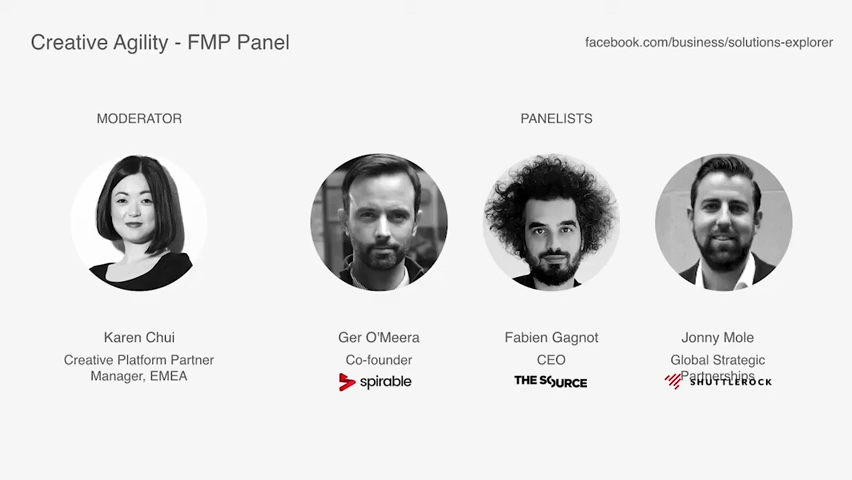 Creative Agility - FMP Panel
facebook.com/business/solutions-explorer
MODERATOR
PANELISTS
Karen Chui
Creative Platform Partner
Manager, EMEA
Ger O'Meera
Co-founder
spirable
Fabien Gagnot
CEO
THE SOURCE
Jonny Mole
Global Strategic
Partnerships
SHUTTLEROCK